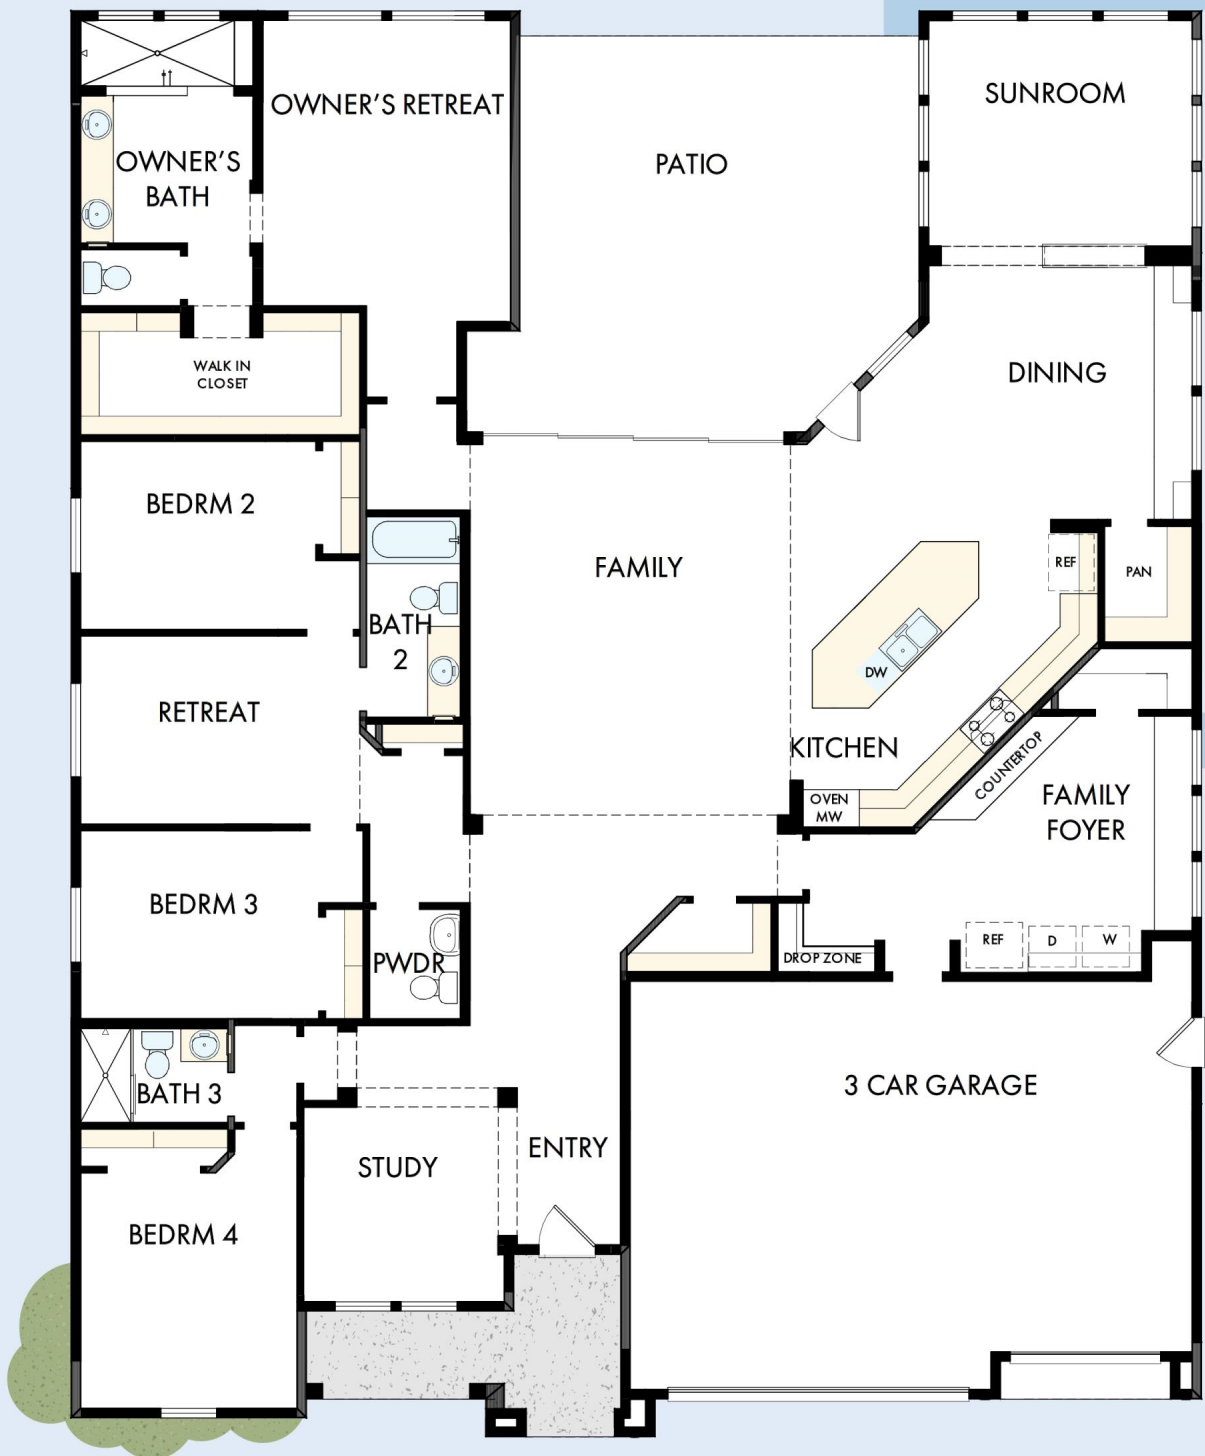 OWNER'S RETREAT
SUNROOM
OWNER'S
BATH
PATIO
WALK IN
CLOSET
DINING
BEDRM 2
FAMILY
REF
PAN
BATH
2
DW
RETREAT
KITCHEN
COUNTERTOP
OVEN
MW
FAMILY
FOYER
BEDRM 3
PWDR
DROP ZONE
REF
D
W
BATH 3
3 CAR GARAGE
STUDY
ENTRY
BEDRM 4